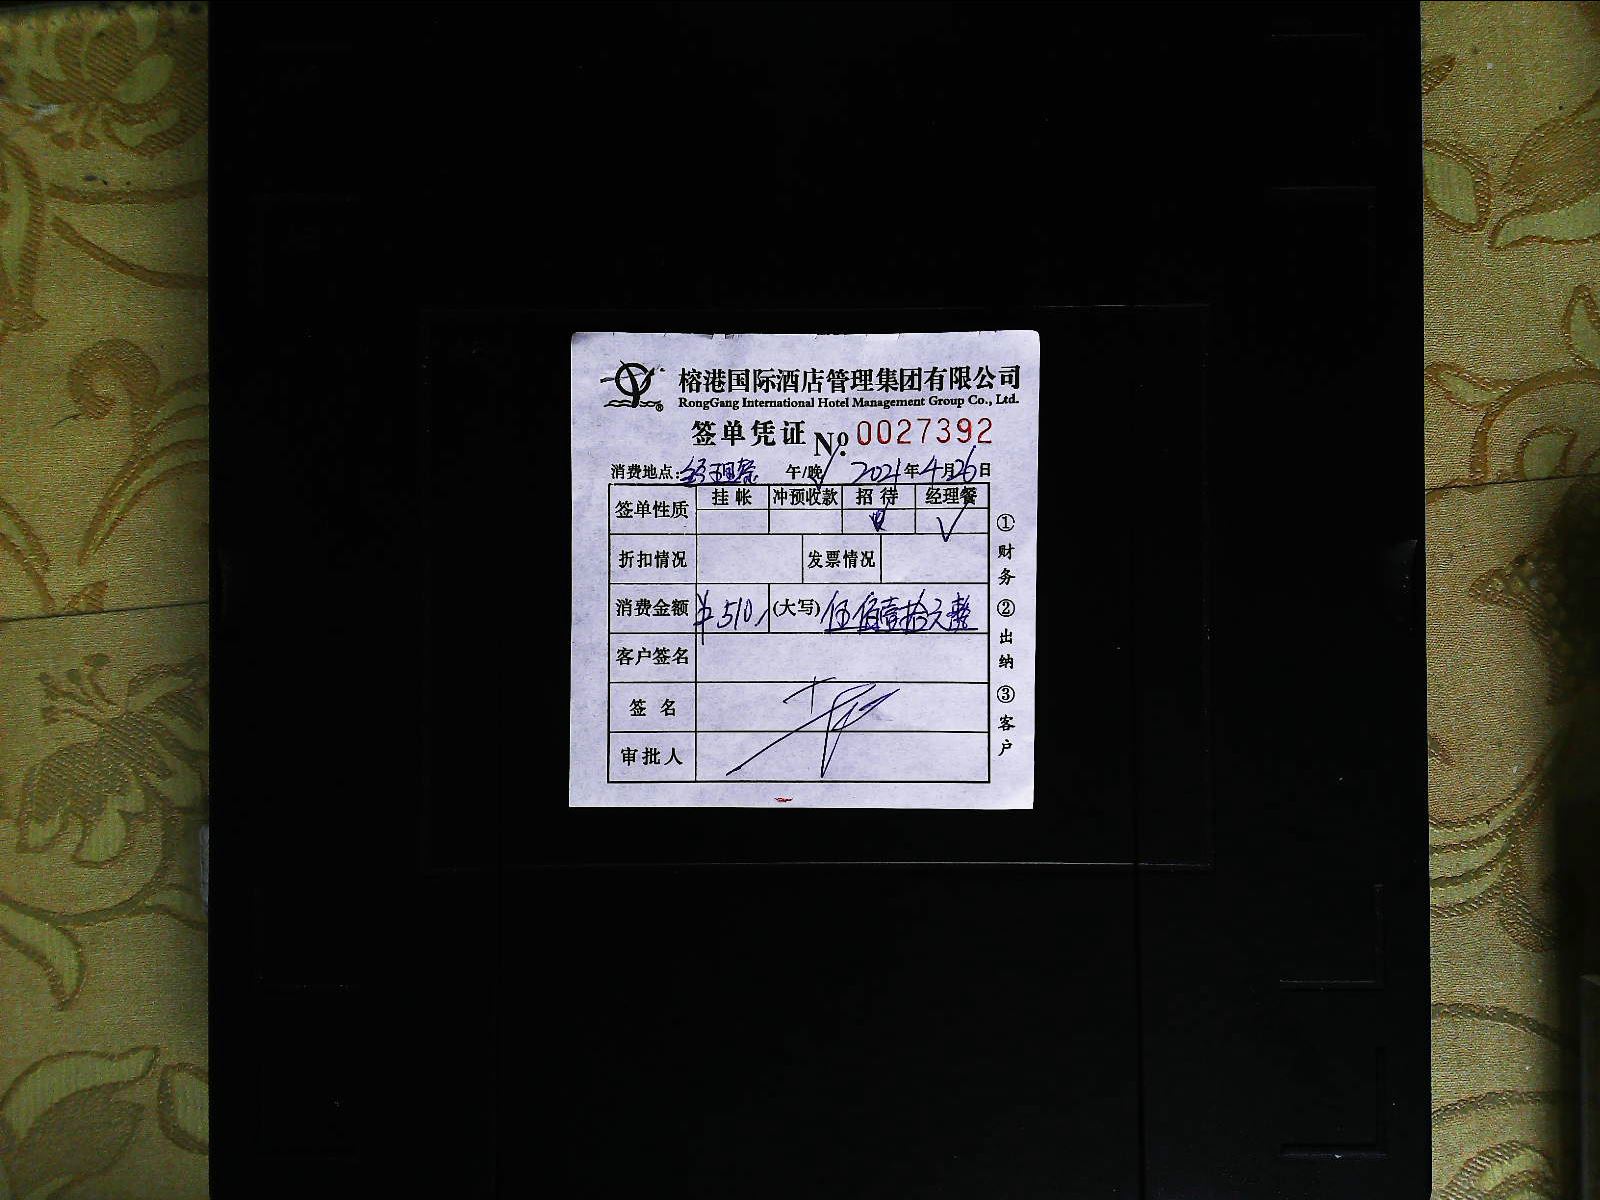 榕港国际酒店管理集团有限公司
RongGang International Hotel Management Group Co., Ltd.
签单凭证 No. 0027392
消费地点: 经理餐 午/晚 2021年4月26日
签单性质 挂帐 冲预收款 招待 经理餐
√
折扣情况 发票情况
消费金额 ¥510 (大写) 伍佰壹拾元整
客户签名
签名
审批人
①财务 ②出纳 ③客户